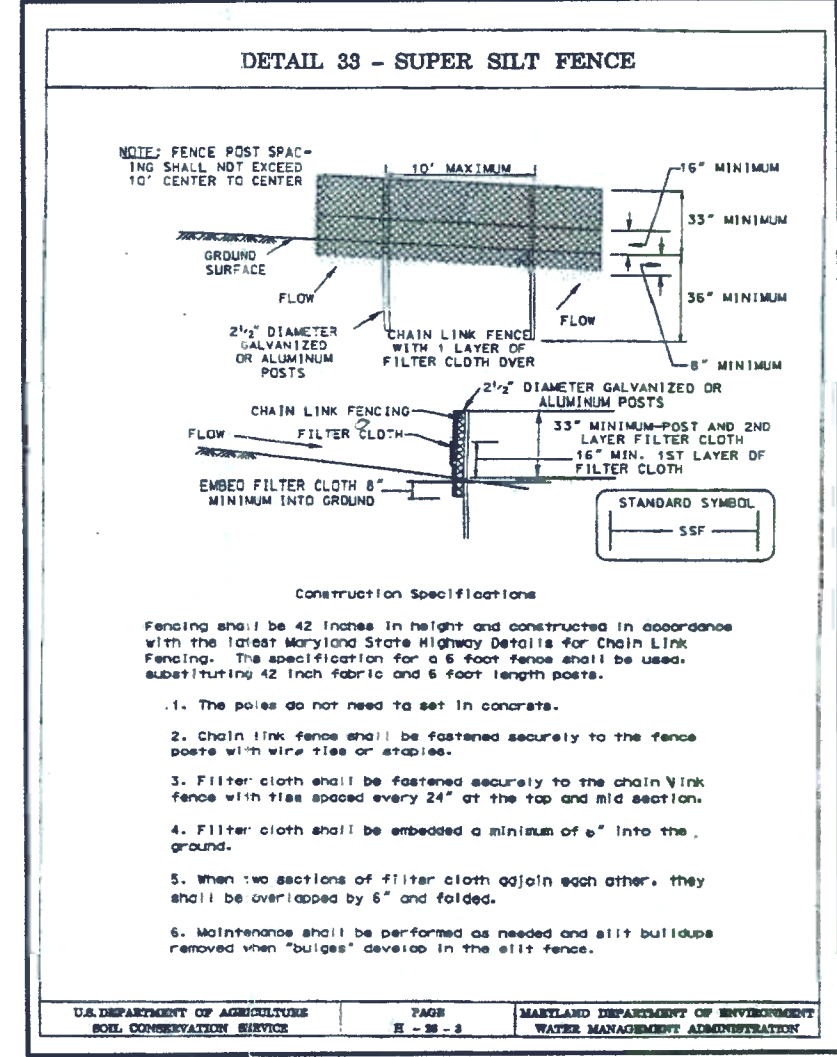 DETAIL 33 - SUPER SILT FENCE
NOTE: FENCE POST SPAC-
ING SHALL NOT EXCEED
10' CENTER TO CENTER
10' MAXIMUM
16" MINIMUM
33" MINIMUM
GROUND
SURFACE
FLOW
FLOW
36" MINIMUM
2 1/2" DIAMETER
GALVANIZED
OR ALUMINUM
POSTS
CHAIN LINK FENCE
WITH 1 LAYER OF
FILTER CLOTH OVER
8" MINIMUM
2 1/2" DIAMETER GALVANIZED OR
ALUMINUM POSTS
CHAIN LINK FENCING
FLOW
FILTER CLOTH
33" MINIMUM-POST AND 2ND
LAYER FILTER CLOTH
16" MIN. 1ST LAYER OF
FILTER CLOTH
EMBED FILTER CLOTH 8"
MINIMUM INTO GROUND
STANDARD SYMBOL
SSF
Construction Specifications
Fencing shall be 42 inches in height and constructed in accordance
with the latest Maryland State Highway Details for Chain Link
Fencing. The specification for a 6 foot fence shall be used,
substituting 42 inch fabric and 6 foot length posts.
1. The poles do not need to set in concrete.
2. Chain link fence shall be fastened securely to the fence
posts with wire ties or staples.
3. Filter cloth shall be fastened securely to the chain link
fence with ties spaced every 24" at the top and mid section.
4. Filter cloth shall be embedded a minimum of into the
ground.
5. When two sections of filter cloth adjoin each other, they
shall be overlapped by 6" and folded.
6. Maintenance shall be performed as needed and silt buildups
removed when "bulges" develop in the silt fence.
U.S. DEPARTMENT OF AGRICULTURE
SOIL CONSERVATION SERVICE
PAGE
H - 26 - 3
MARYLAND DEPARTMENT OF ENVIRONMENT
WATER MANAGEMENT ADMINISTRATION